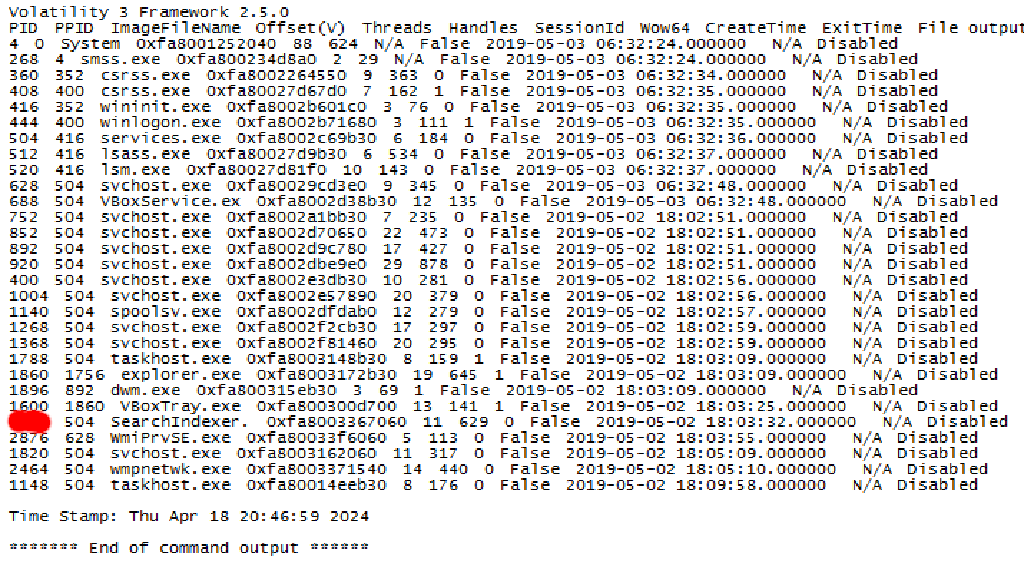 Volatility 3 Framework 2.5.0
PID PPID ImageFileName Offset(V) Threads Handles SessionId Wow64 CreateTime ExitTime File output
4 0 System 0xfa8001252040 88 624 N/A False 2019-05-03 06:32:24.000000 N/A Disabled
268 4 smss.exe 0xfa800234d8a0 2 29 N/A False 2019-05-03 06:32:24.000000 N/A Disabled
360 352 csrss.exe 0xfa8002264550 9 363 0 False 2019-05-03 06:32:34.000000 N/A Disabled
408 400 csrss.exe 0xfa80027d67d0 7 162 1 False 2019-05-03 06:32:35.000000 N/A Disabled
416 352 wininit.exe 0xfa8002b601c0 3 76 0 False 2019-05-03 06:32:35.000000 N/A Disabled
444 400 winlogon.exe 0xfa8002b71680 3 111 1 False 2019-05-03 06:32:35.000000 N/A Disabled
504 416 services.exe 0xfa8002c69b30 6 184 0 False 2019-05-03 06:32:36.000000 N/A Disabled
512 416 lsass.exe 0xfa80027d9b30 6 534 0 False 2019-05-03 06:32:37.000000 N/A Disabled
520 416 lsm.exe 0xfa80027d81f0 10 143 0 False 2019-05-03 06:32:37.000000 N/A Disabled
628 504 svchost.exe 0xfa80029cd3e0 9 345 0 False 2019-05-03 06:32:48.000000 N/A Disabled
688 504 VBoxService.ex 0xfa8002d38b30 12 135 0 False 2019-05-03 06:32:48.000000 N/A Disabled
752 504 svchost.exe 0xfa8002a1bb30 7 235 0 False 2019-05-02 18:02:51.000000 N/A Disabled
852 504 svchost.exe 0xfa8002d70650 22 473 0 False 2019-05-02 18:02:51.000000 N/A Disabled
892 504 svchost.exe 0xfa8002d9c780 17 427 0 False 2019-05-02 18:02:51.000000 N/A Disabled
920 504 svchost.exe 0xfa8002dbe9e0 29 878 0 False 2019-05-02 18:02:51.000000 N/A Disabled
400 504 svchost.exe 0xfa8002e3db30 10 281 0 False 2019-05-02 18:02:56.000000 N/A Disabled
1004 504 svchost.exe 0xfa8002e57890 20 379 0 False 2019-05-02 18:02:56.000000 N/A Disabled
1140 504 spoolsv.exe 0xfa8002dfdab0 12 279 0 False 2019-05-02 18:02:57.000000 N/A Disabled
1268 504 svchost.exe 0xfa8002f2cb30 17 297 0 False 2019-05-02 18:02:59.000000 N/A Disabled
1368 504 svchost.exe 0xfa8002f81460 20 295 0 False 2019-05-02 18:02:59.000000 N/A Disabled
1788 504 taskhost.exe 0xfa8003148b30 8 159 1 False 2019-05-02 18:03:09.000000 N/A Disabled
1860 1756 explorer.exe 0xfa8003172b30 19 645 1 False 2019-05-02 18:03:09.000000 N/A Disabled
1896 892 dwm.exe 0xfa800315eb30 3 69 1 False 2019-05-02 18:03:09.000000 N/A Disabled
1600 1860 VBoxTray.exe 0xfa800300d700 13 141 1 False 2019-05-02 18:03:25.000000 N/A Disabled
504 SearchIndexer. 0xfa8003367060 11 629 0 False 2019-05-02 18:03:32.000000 N/A Disabled
2876 628 WmiPrvSE.exe 0xfa80033f6060 5 113 0 False 2019-05-02 18:03:55.000000 N/A Disabled
1820 504 svchost.exe 0xfa8003162060 11 317 0 False 2019-05-02 18:05:09.000000 N/A Disabled
2464 504 wmpnetwk.exe 0xfa8003371540 14 440 0 False 2019-05-02 18:05:10.000000 N/A Disabled
1148 504 taskhost.exe 0xfa80014eeb30 8 176 0 False 2019-05-02 18:09:58.000000 N/A Disabled
Time Stamp: Thu Apr 18 20:46:59 2024
******* End of command output ******